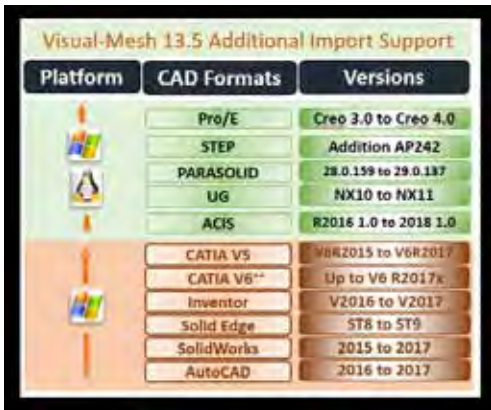 Visual-Mesh 13.5 Additional Import Support
Platform CAD Formats Versions
Pro/E Creo 3.0 to Creo 4.0
STEP Addition AP242
PARASOLID 28.0.159 to 29.0.137
UG NX10 to NX11
ACIS R2016 1.0 to 2018 1.0
CATIA V5 V6R2015 to V6R2017
CATIA V6** Up to V6 R2017x
Inventor V2016 to V2017
Solid Edge ST8 to ST9
SolidWorks 2015 to 2017
AutoCAD 2016 to 2017